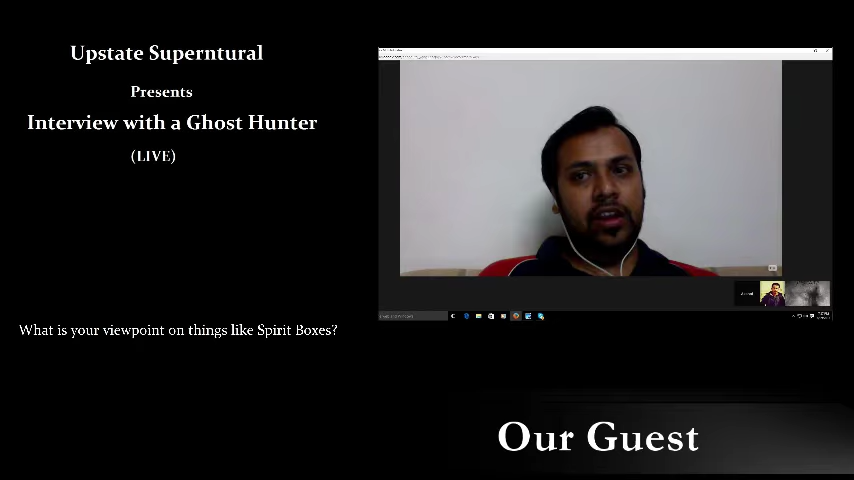 Upstate Superntural
Presents
Interview with a Ghost Hunter
(LIVE)
What is your viewpoint on things like Spirit Boxes?
Our Guest